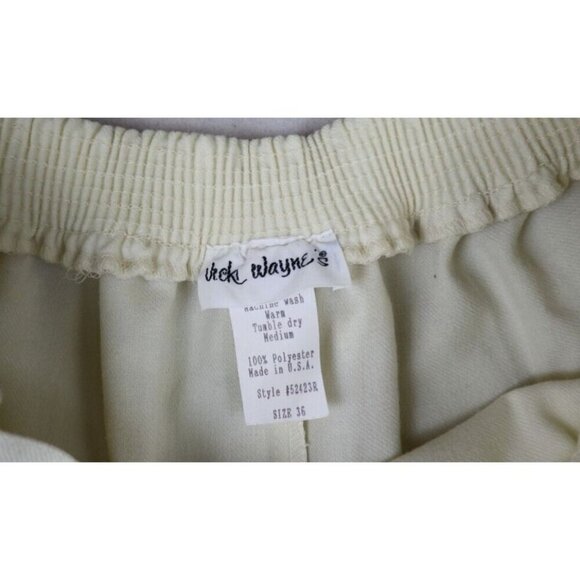 Vicki Wayne's
Machine wash
Warm
Tumble dry
Medium
100% Polyester
Made in U.S.A.
Style #52423R
SIZE 36